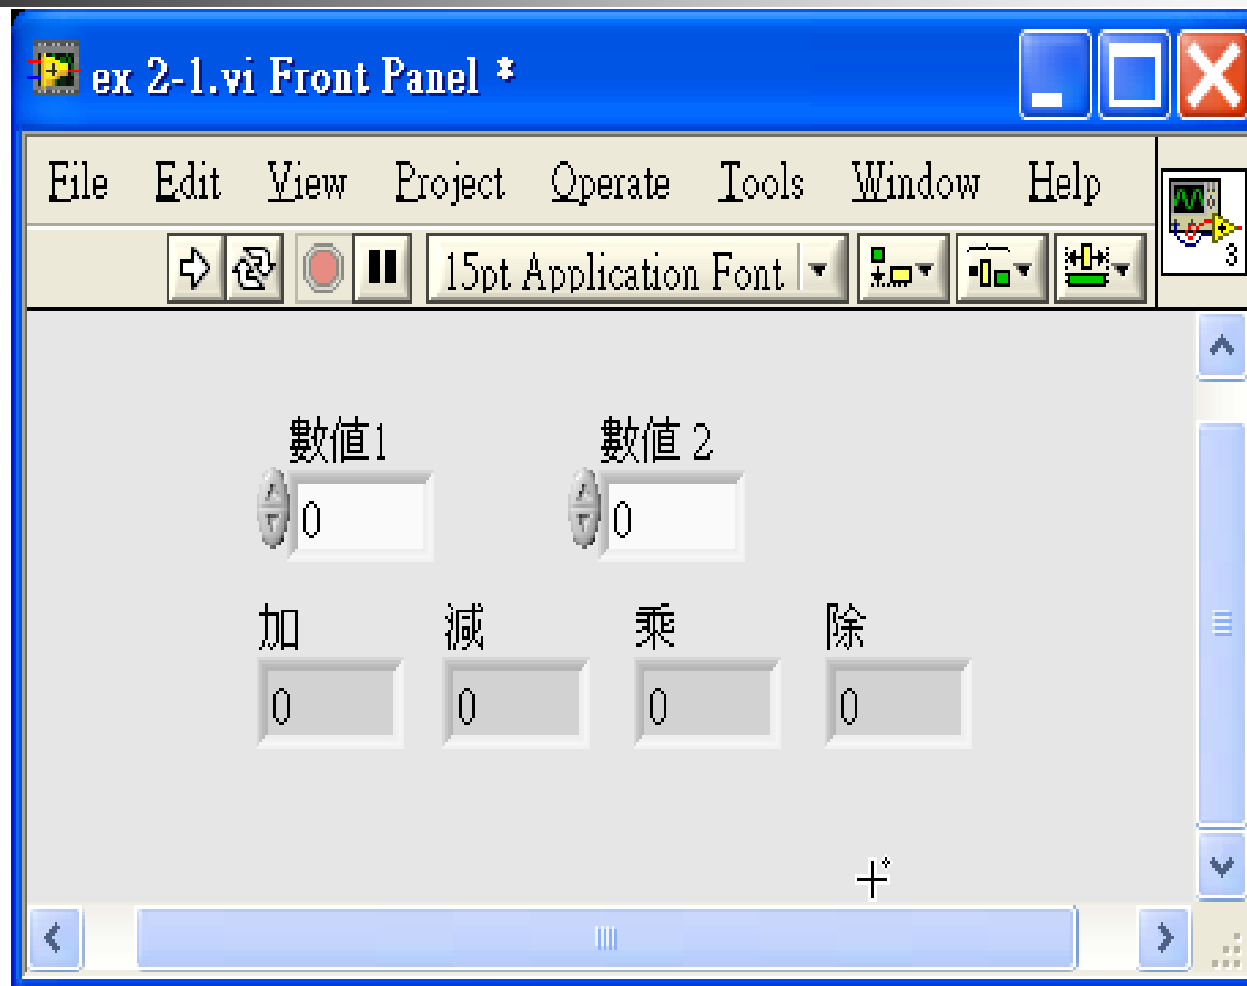 ex 2-1.vi Front Panel *
File Edit View Project Operate Tools Window Help
15pt Application Font
3
數值1 數值 2
0 0
加 減 乘 除
0 0 0 0